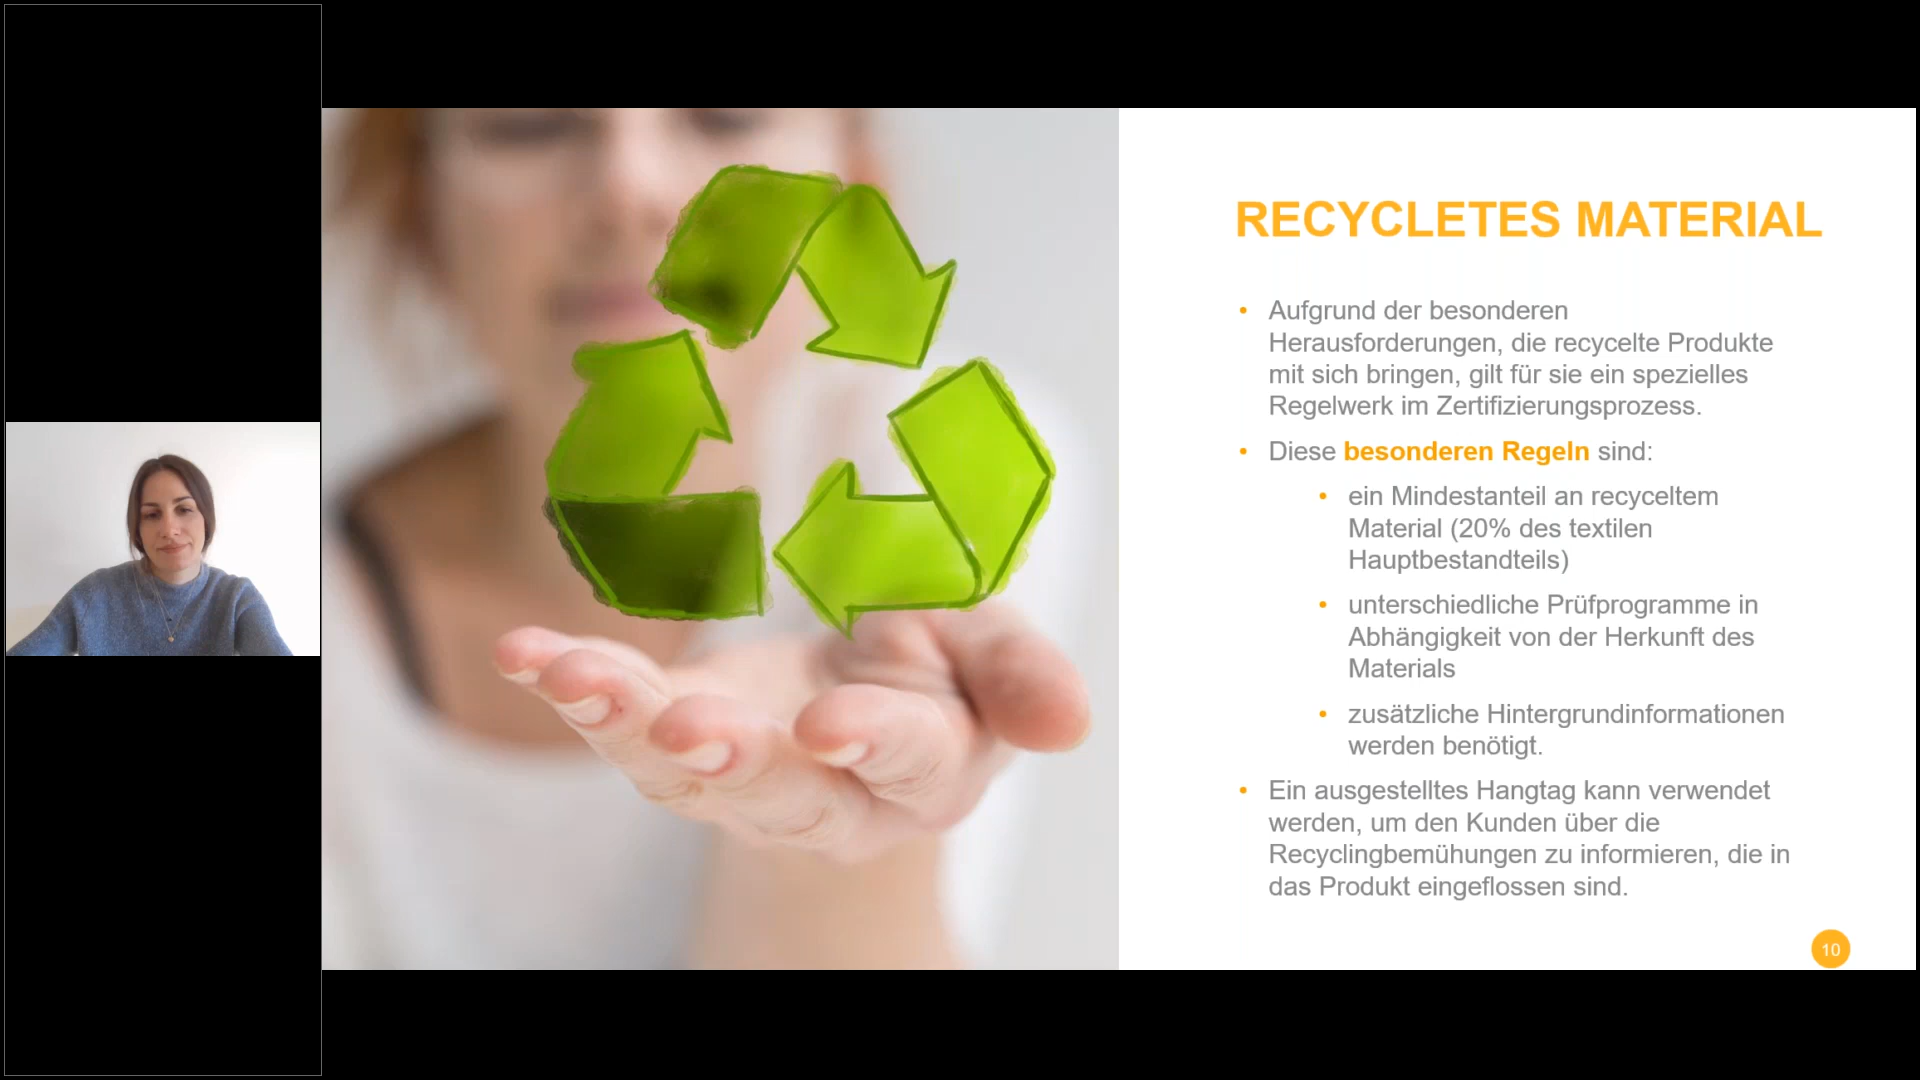 RECYCLETES MATERIAL
• Aufgrund der besonderen
Herausforderungen, die recycelte Produkte
mit sich bringen, gilt für sie ein spezielles
Regelwerk im Zertifizierungsprozess.
• Diese besonderen Regeln sind:
• ein Mindestanteil an recyceltem
Material (20% des textilen
Hauptbestandteils)
• unterschiedliche Prüfprogramme in
Abhängigkeit von der Herkunft des
Materials
• zusätzliche Hintergrundinformationen
werden benötigt.
• Ein ausgestelltes Hangtag kann verwendet
werden, um den Kunden über die
Recyclingbemühungen zu informieren, die in
das Produkt eingeflossen sind.
10